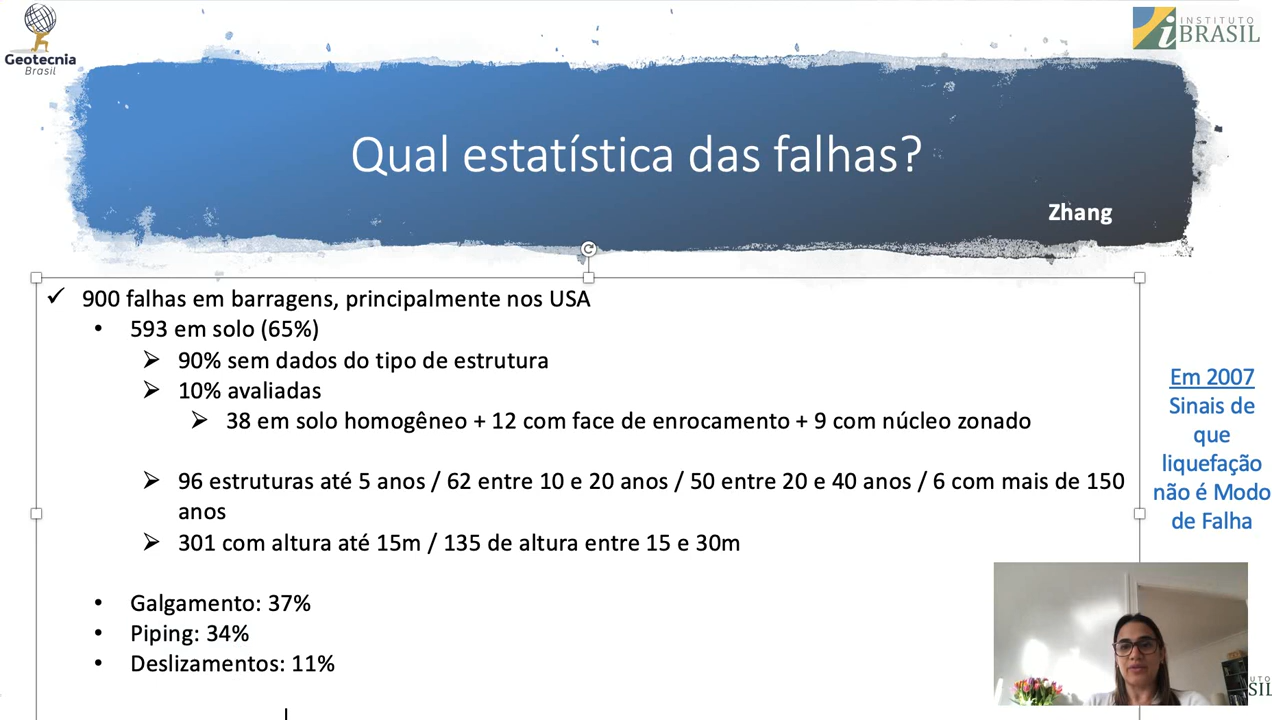 Geotecnia
Brasil
INSTITUTO
iBRASIL
Qual estatística das falhas?
Zhang
900 falhas em barragens, principalmente nos USA
593 em solo (65%)
90% sem dados do tipo de estrutura
10% avaliadas
38 em solo homogêneo + 12 com face de enrocamento + 9 com núcleo zonado
96 estruturas até 5 anos / 62 entre 10 e 20 anos / 50 entre 20 e 40 anos / 6 com mais de 150
anos
301 com altura até 15m / 135 de altura entre 15 e 30m
Galgamento: 37%
Piping: 34%
Deslizamentos: 11%
Em 2007
Sinais de
que
liquefação
não é Modo
de Falha
UTO
SIL